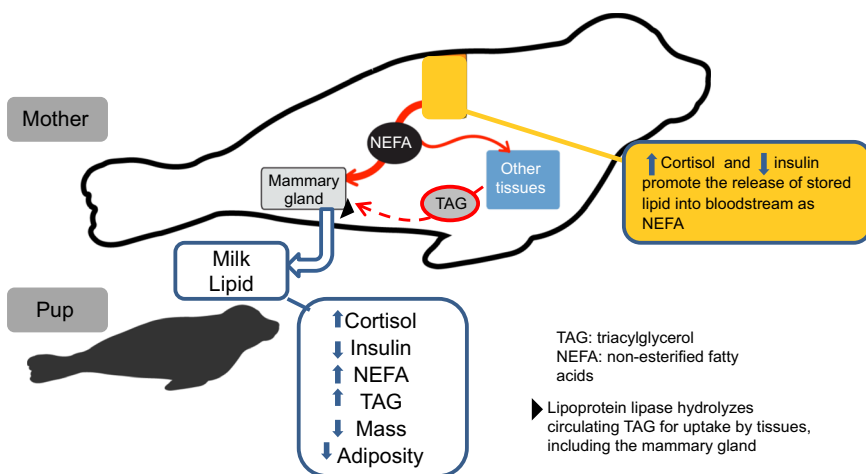 Mother
NEFA
Other
tissues
Mammary
gland
TAG
Cortisol and insulin
promote the release of stored
lipid into bloodstream as
NEFA
Milk
Lipid
Pup
Cortisol
Insulin
NEFA
TAG
Mass
Adiposity
TAG: triacylglycerol
NEFA: non-esterified fatty
acids
Lipoprotein lipase hydrolyzes
circulating TAG for uptake by tissues,
including the mammary gland